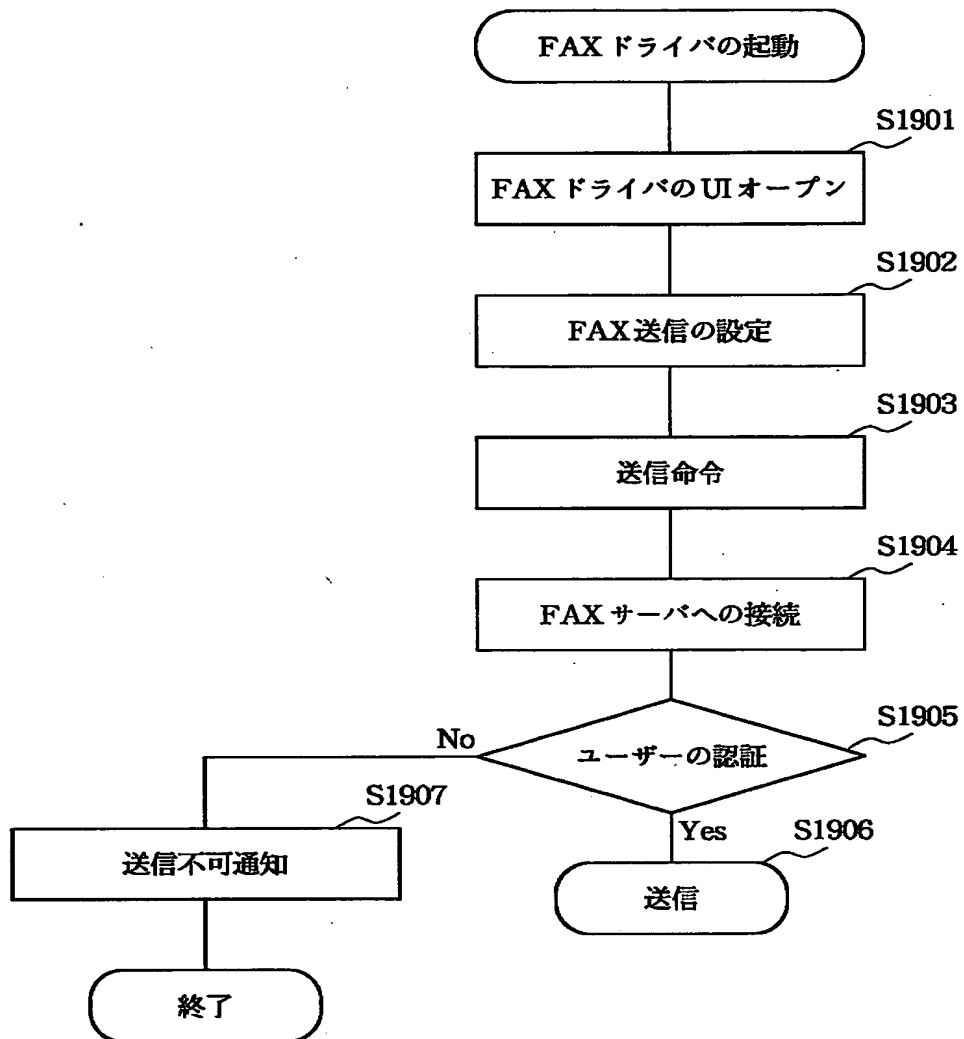 FAXドライバの起動
S1901
FAXドライバのUIオープン
S1902
FAX送信の設定
S1903
送信命令
S1904
FAXサーバへの接続
S1905
ユーザーの認証
No
Yes
S1907
送信不可通知
S1906
送信
終了